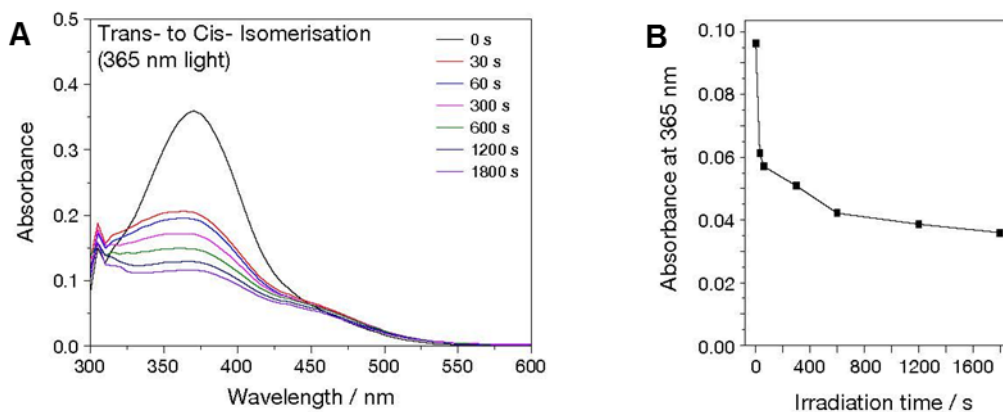 A
Trans- to Cis- Isomerisation
(365 nm light)
0 s
30 s
60 s
300 s
600 s
1200 s
1800 s
0.5
0.4
0.3
0.2
0.1
0.0
300 350 400 450 500 550 600
Absorbance
Wavelength / nm
B
0.10
0.08
0.06
0.04
0.02
0.00
0 400 800 1200 1600
Absorbance at 365 nm
Irradiation time / s